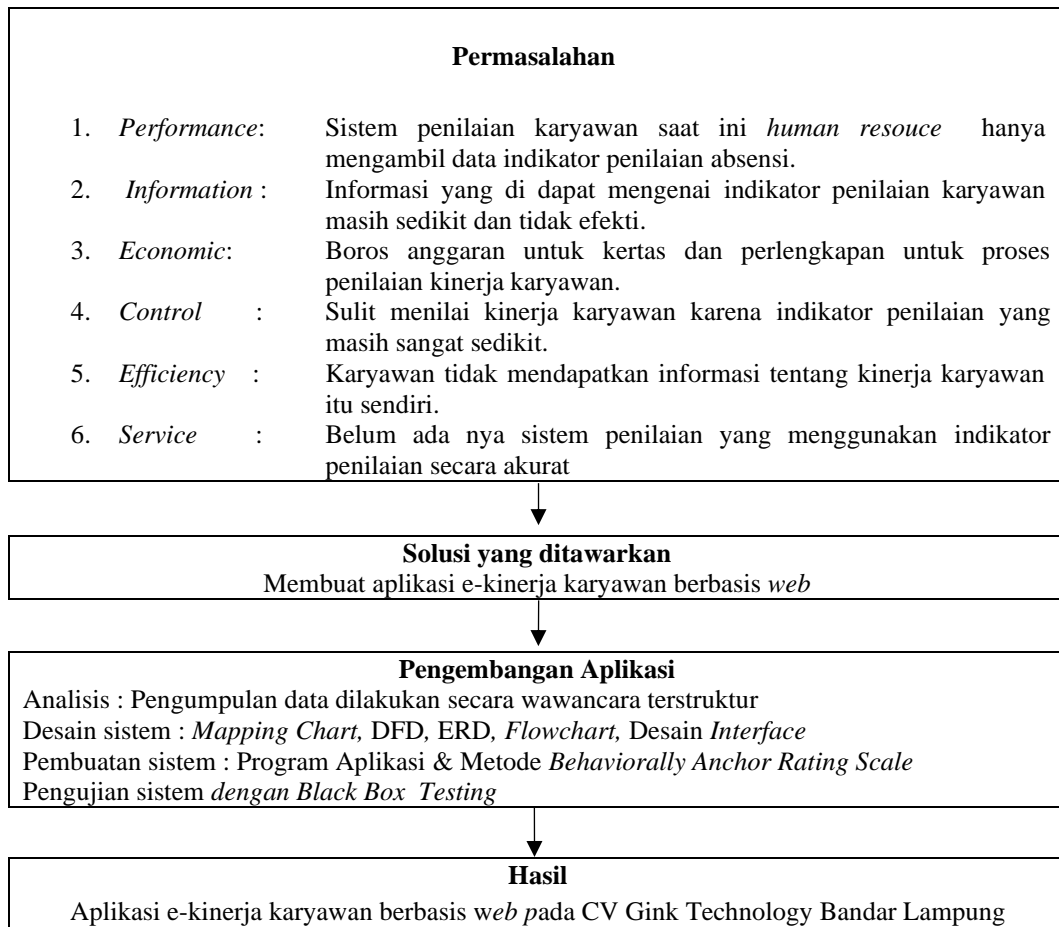 Permasalahan
1. Performance: Sistem penilaian karyawan saat ini human resouce hanya
mengambil data indikator penilaian absensi.
2. Information : Informasi yang di dapat mengenai indikator penilaian karyawan
masih sedikit dan tidak efekti.
3. Economic: Boros anggaran untuk kertas dan perlengkapan untuk proses
penilaian kinerja karyawan.
4. Control : Sulit menilai kinerja karyawan karena indikator penilaian yang
masih sangat sedikit.
5. Efficiency : Karyawan tidak mendapatkan informasi tentang kinerja karyawan
itu sendiri.
6. Service : Belum ada nya sistem penilaian yang menggunakan indikator
penilaian secara akurat
Solusi yang ditawarkan
Membuat aplikasi e-kinerja karyawan berbasis web
Pengembangan Aplikasi
Analisis : Pengumpulan data dilakukan secara wawancara terstruktur
Desain sistem : Mapping Chart, DFD, ERD, Flowchart, Desain Interface
Pembuatan sistem : Program Aplikasi & Metode Behaviorally Anchor Rating Scale
Pengujian sistem dengan Black Box Testing
Hasil
Aplikasi e-kinerja karyawan berbasis web pada CV Gink Technology Bandar Lampung